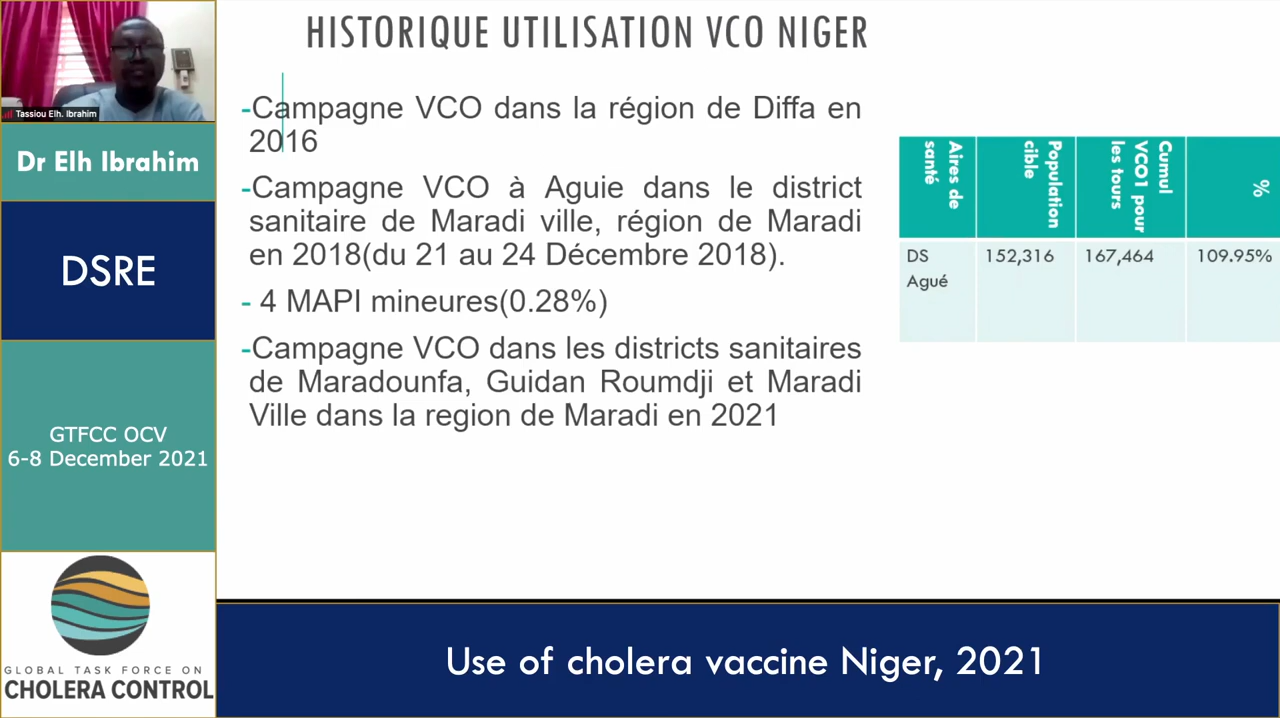 HISTORIQUE UTILISATION VCO NIGER
Tassiou Elh. Ibrahim
Dr Elh Ibrahim
DSRE
GTFCC OCV
6-8 December 2021
GLOBAL TASK FORCE ON
CHOLERA CONTROL
-Campagne VCO dans la région de Diffa en
2016
-Campagne VCO à Aguie dans le district
sanitaire de Maradi ville, région de Maradi
en 2018(du 21 au 24 Décembre 2018).
- 4 MAPI mineures(0.28%)
-Campagne VCO dans les districts sanitaires
de Maradounfa, Guidan Roumdji et Maradi
Ville dans la region de Maradi en 2021
Aires de
santé
Population
cible
Cumul
VCO1 pour
les tours
%
DS
Agué
152,316
167,464
109.95%
Use of cholera vaccine Niger, 2021